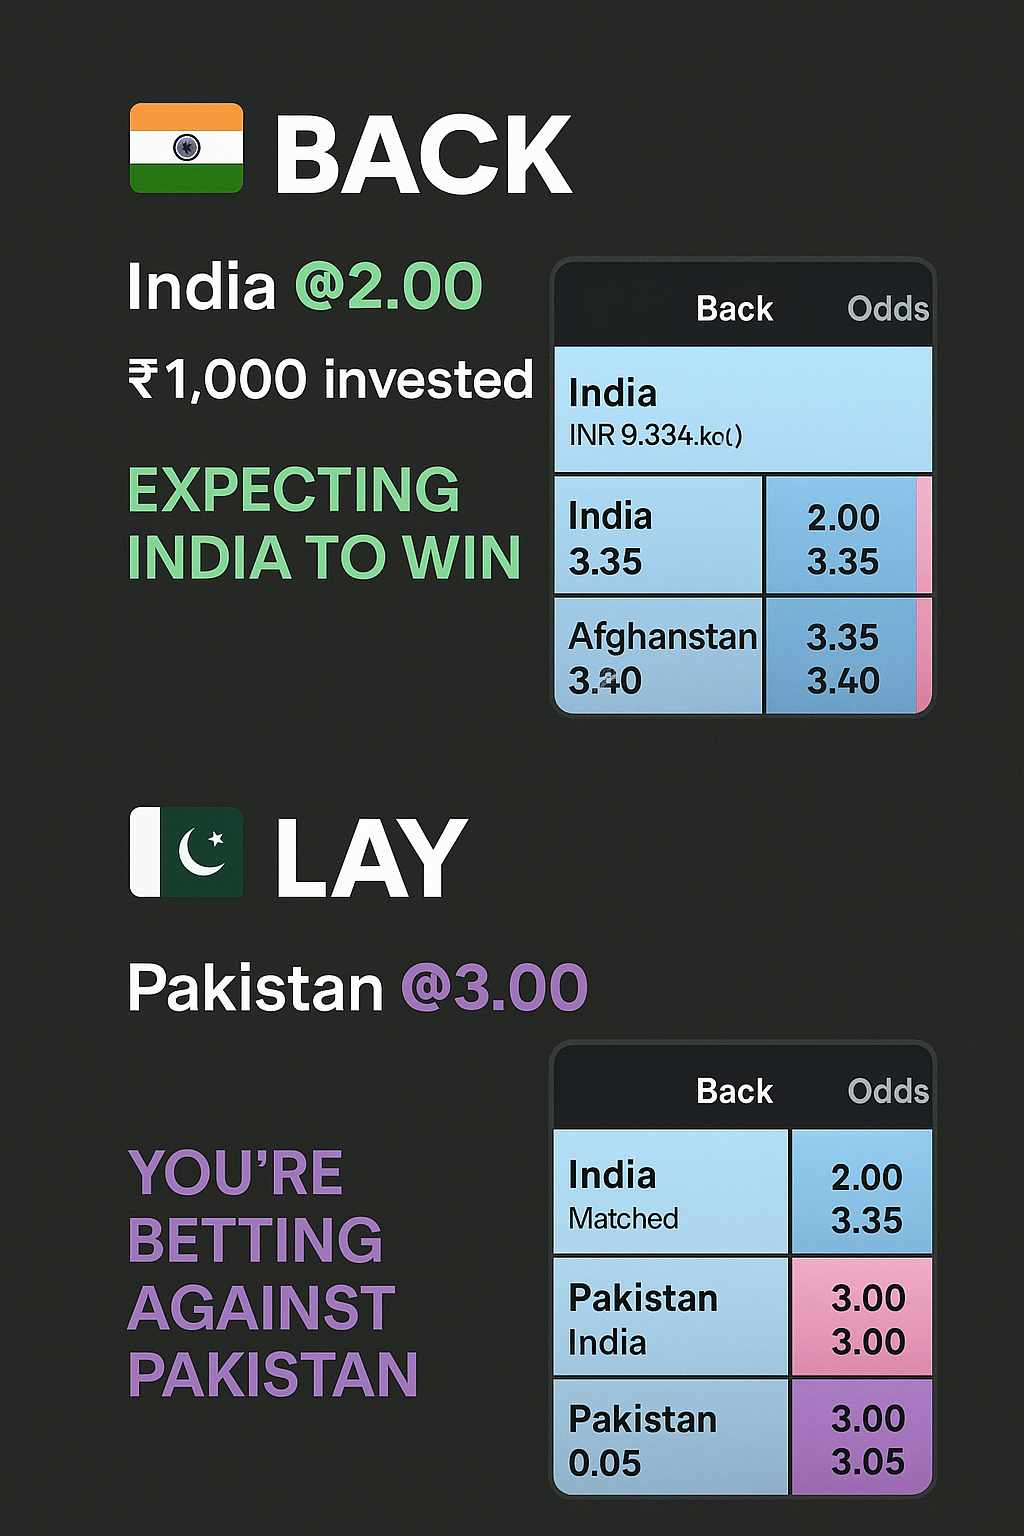 BACK
India @2.00
₹1,000 invested
EXPECTING
INDIA TO WIN
Back Odds
India
INR 9.334
India 2.00
3.35 3.35
Afghanstan 3.35
3.40 3.40
LAY
Pakistan @3.00
YOU’RE
BETTING
AGAINST
PAKISTAN
Back Odds
India 2.00
Matched 3.35
Pakistan 3.00
India 3.00
Pakistan 3.00
0.05 3.05